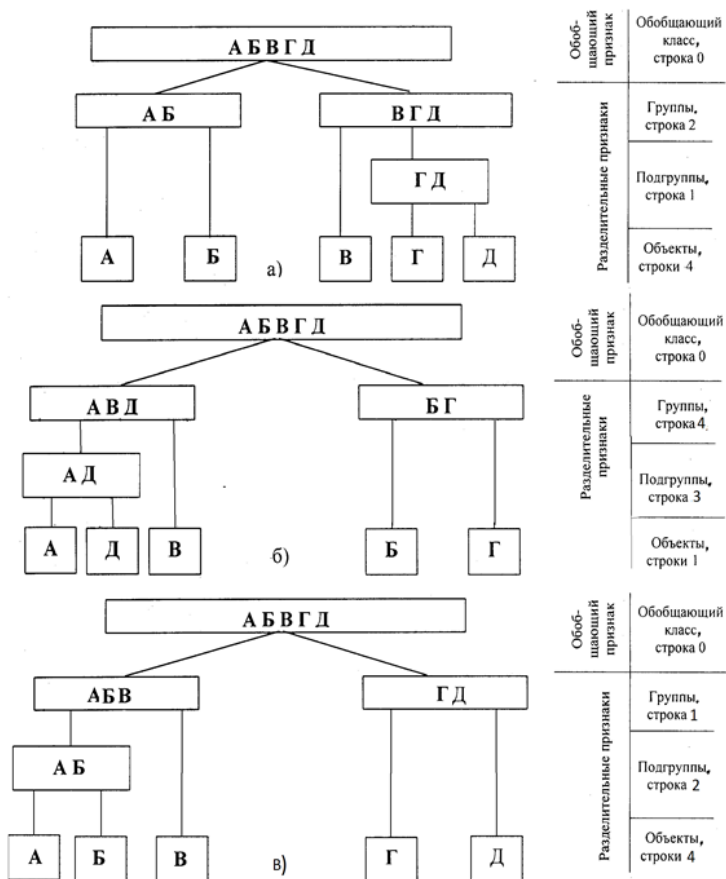 А Б В Г Д
А Б
В Г Д
Г Д
А
Б
В
Г
Д
а)
Обоб-
щающий
признак
Обобщающий
класс,
строка 0
Разделительные признаки
Группы,
строка 2
Подгруппы,
строка 1
Объекты,
строки 4
А Б В Г Д
А В Д
Б Г
А Д
А
Д
В
Б
Г
б)
Обоб-
щающий
признак
Обобщающий
класс,
строка 0
Разделительные
признаки
Группы,
строка 4
Подгруппы,
строка 3
Объекты,
строки 1
А Б В Г Д
АБВ
Г Д
А Б
А
Б
В
Г
Д
в)
Обоб-
щающий
признак
Обобщающий
класс,
строка 0
Разделительные признаки
Группы,
строка 1
Подгруппы,
строка 2
Объекты,
строки 4